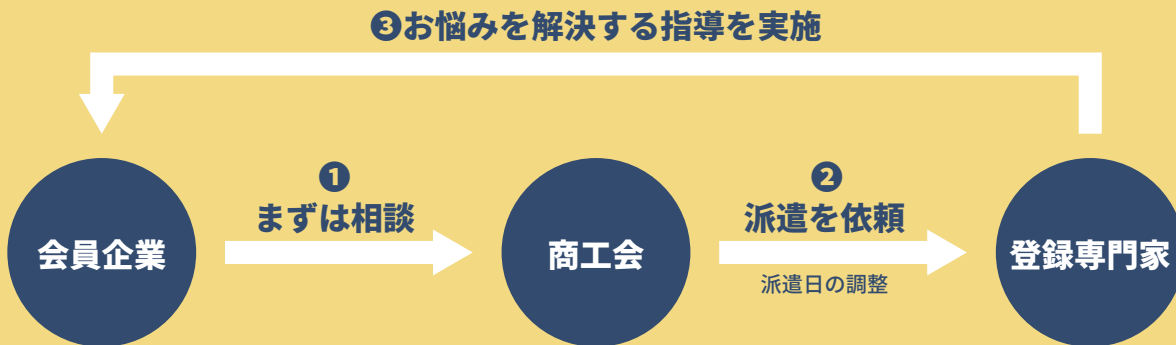 ❸お悩みを解決する指導を実施
❶
まずは相談
❷
派遣を依頼
派遣日の調整
会員企業
商工会
登録専門家